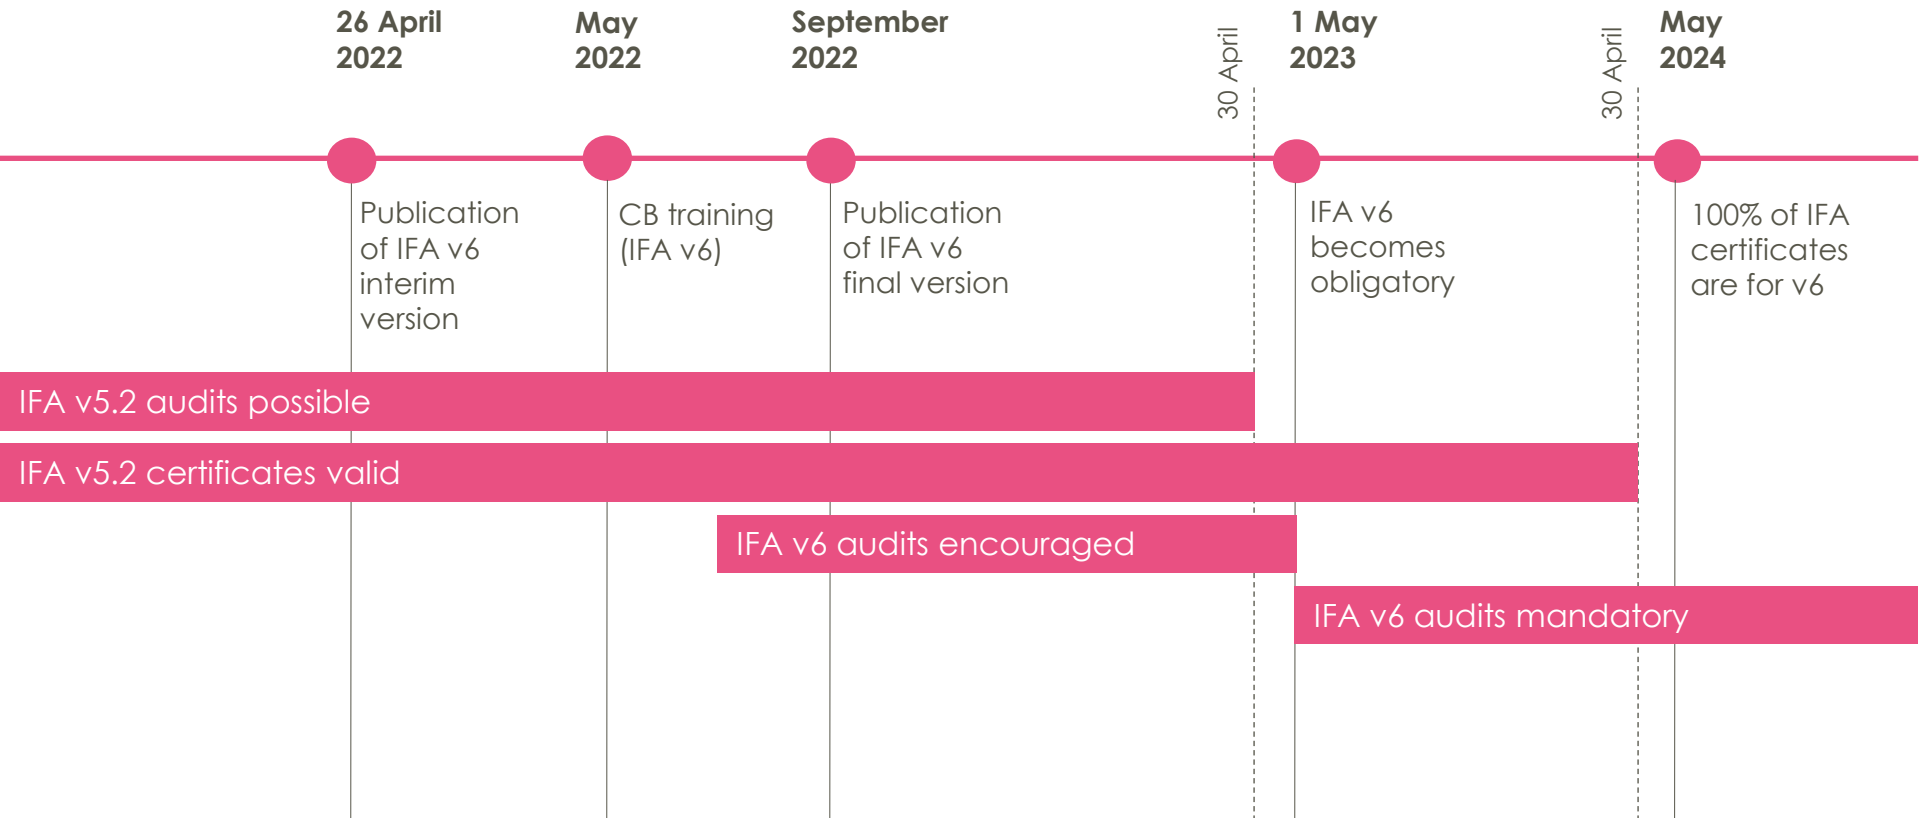 26 April
2022
May
2022
September
2022
30 April
1 May
2023
30 April
May
2024
Publication
of IFA v6
interim
version
CB training
(IFA v6)
Publication
of IFA v6
final version
IFA v6
becomes
obligatory
100% of IFA
certificates
are for v6
IFA v5.2 audits possible
IFA v5.2 certificates valid
IFA v6 audits encouraged
IFA v6 audits mandatory